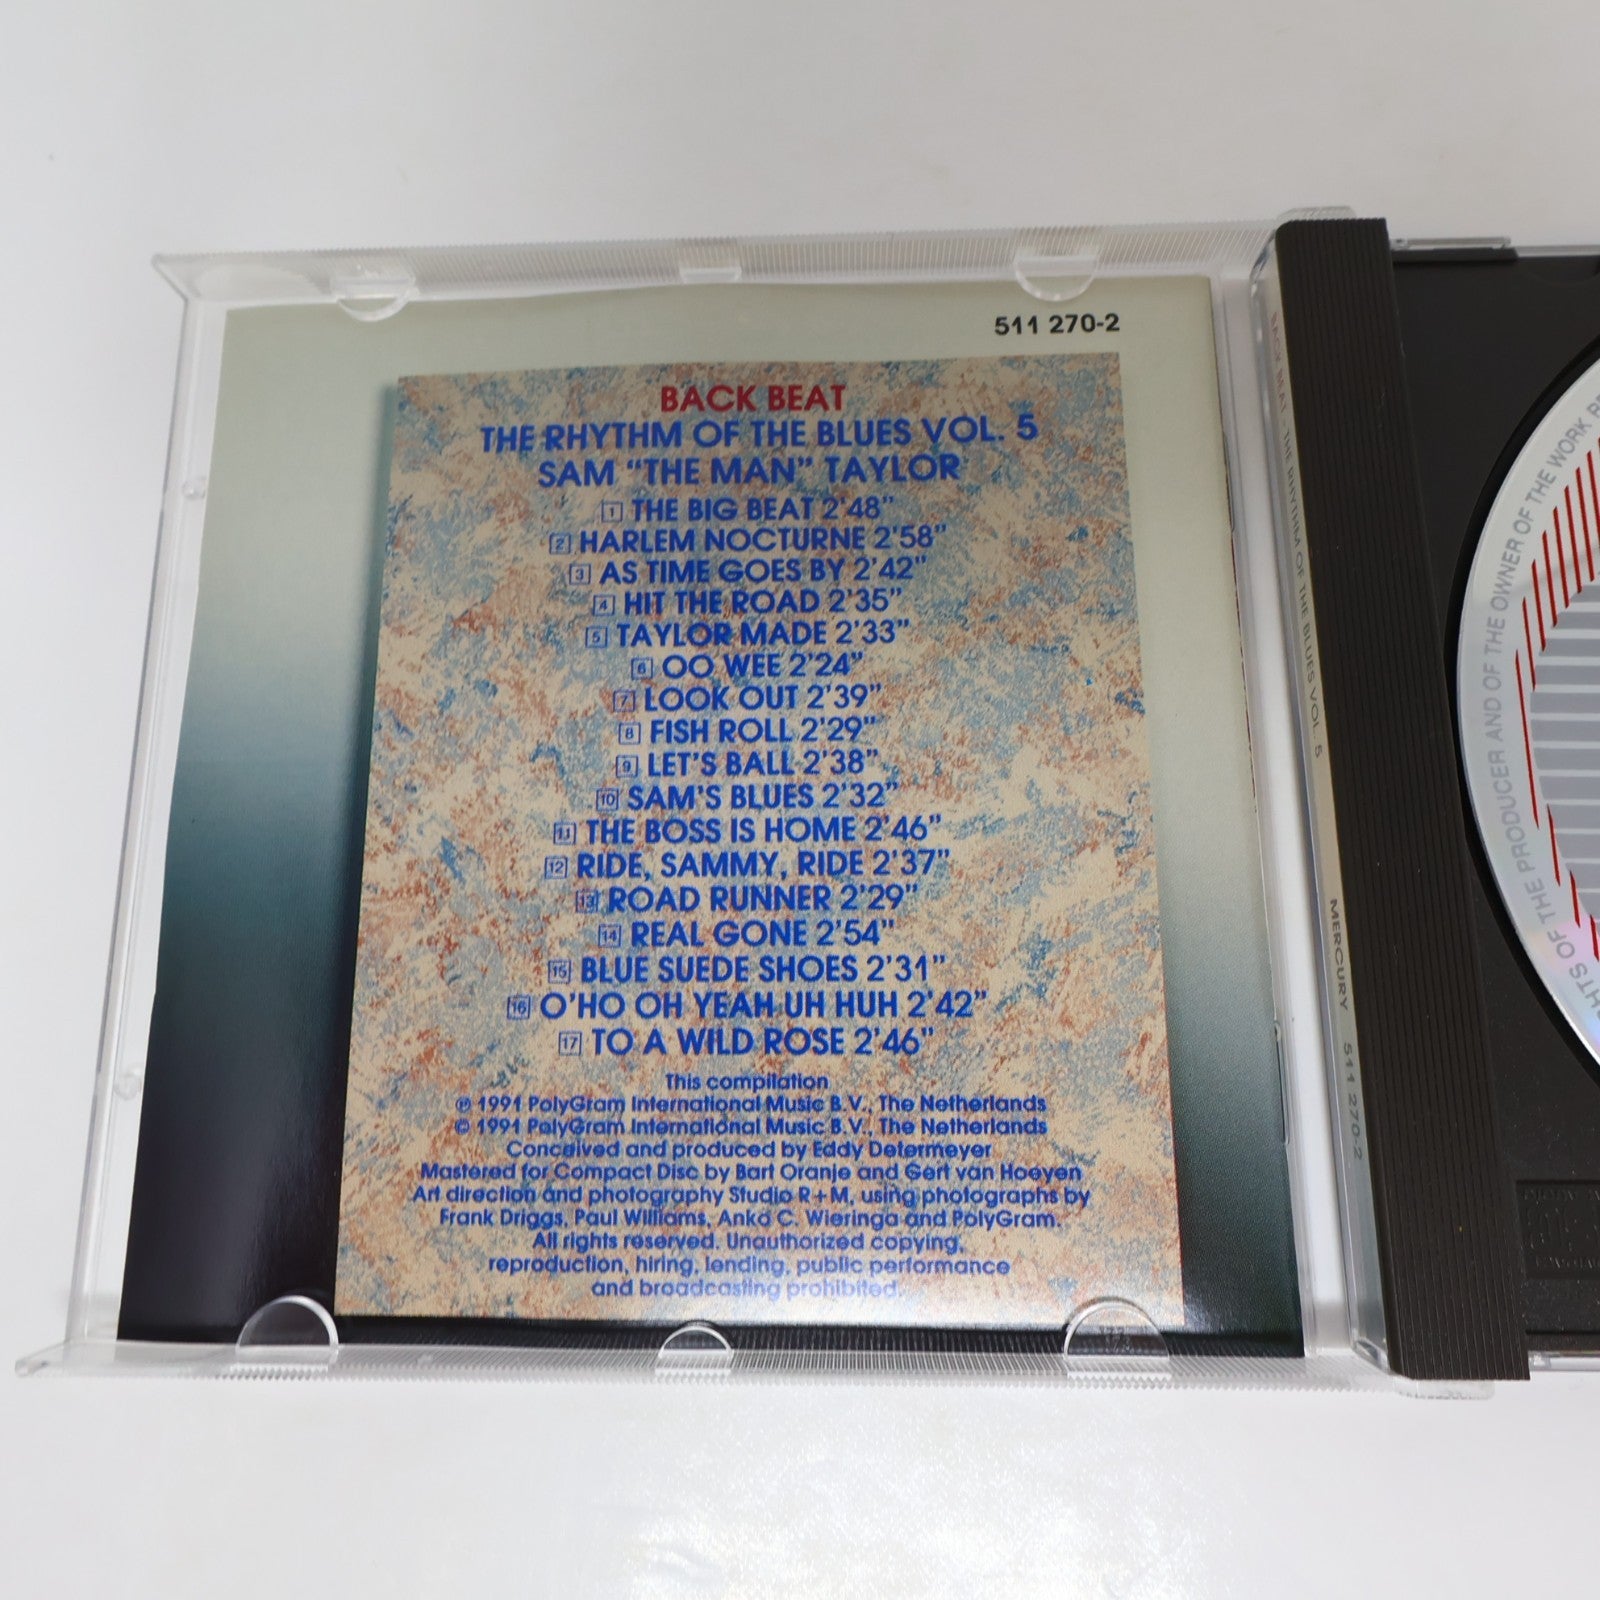 511 270-2
BACK BEAT
THE RHYTHM OF THE BLUES VOL. 5
SAM "THE MAN" TAYLOR
1 THE BIG BEAT 2'48"
2 HARLEM NOCTURNE 2'58"
3 AS TIME GOES BY 2'42"
4 HIT THE ROAD 2'35"
5 TAYLOR MADE 2'33"
6 OO WEE 2'24"
7 LOOK OUT 2'39"
8 FISH ROLL 2'29"
9 LET'S BALL 2'38"
10 SAM'S BLUES 2'32"
11 THE BOSS IS HOME 2'46"
12 RIDE, SAMMY, RIDE 2'37"
13 ROAD RUNNER 2'29"
14 REAL GONE 2'54"
15 BLUE SUEDE SHOES 2'31"
16 O'HO OH YEAH UH HUH 2'42"
17 TO A WILD ROSE 2'46"
This compilation
℗ 1991 PolyGram International Music B.V., The Netherlands
© 1991 PolyGram International Music B.V., The Netherlands
Conceived and produced by Eddy Determeyer
Mastered for Compact Disc by Bart Oranje and Gert van Hoeyen
Art direction and photography Studio R+M, using photographs by
Frank Driggs, Paul Williams, Anko C. Wieringa and PolyGram.
All rights reserved. Unauthorized copying,
reproduction, hiring, lending, public performance
and broadcasting prohibited.
BACK BEAT - THE RHYTHM OF THE BLUES VOL. 5 MERCURY 511 270-2
OF THE PRODUCER AND OF THE OWNER OF THE WORK